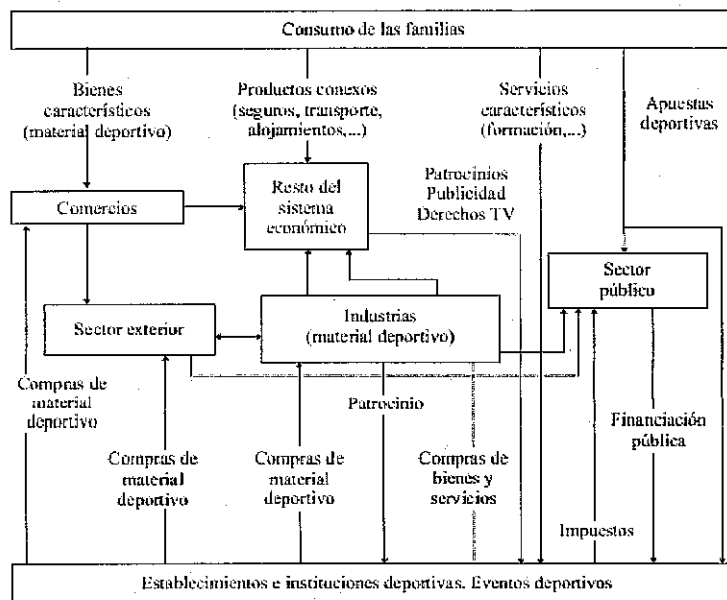 Consumo de las familias
Bienes
característicos
(material deportivo)
Productos conexos
(seguros, transporte,
alojamientos,...)
Servicios
característicos
(formación,...)
Apuestas
deportivas
Patrocinios
Publicidad
Derechos TV
Comercios
Resto del
sistema
económico
Sector
público
Sector exterior
Industrias
(material deportivo)
Compras de
material
deportivo
Patrocinio
Financiación
pública
Compras de
material
deportivo
Compras de
material
deportivo
Compras de
bienes y
servicios
Impuestos
Establecimientos e instituciones deportivas. Eventos deportivos